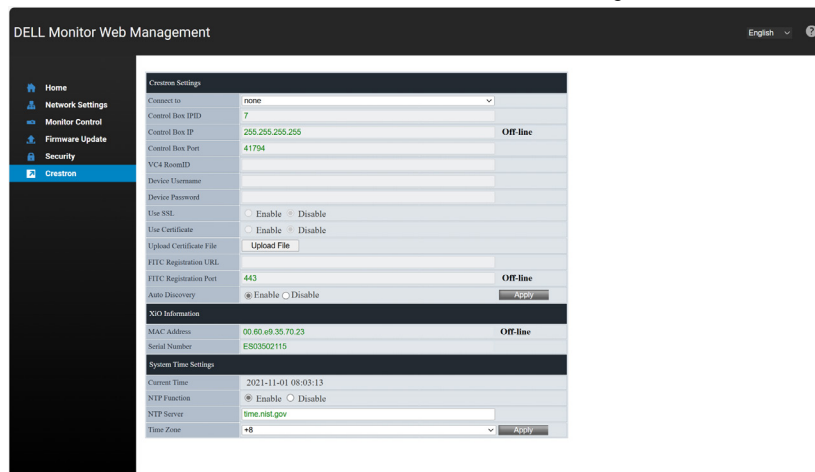 DELL Monitor Web Management
English
?
Home
Network Settings
Monitor Control
Firmware Update
Security
Crestron
Crestron Settings
Connect to none
Control Box IPID 7
Control Box IP 255.255.255.255 Off-line
Control Box Port 41794
VC4 RoomID
Device Username
Device Password
Use SSL Enable Disable
Use Certificate Enable Disable
Upload Certificate File Upload File
FITC Registration URL
FITC Registration Port 443 Off-line
Auto Discovery Enable Disable Apply
XiO Information
MAC Address 00.60.e9.35.70.23 Off-line
Serial Number ES03502115
System Time Settings
Current Time 2021-11-01 08:03:13
NTP Function Enable Disable
NTP Server time.nist.gov
Time Zone +8 Apply